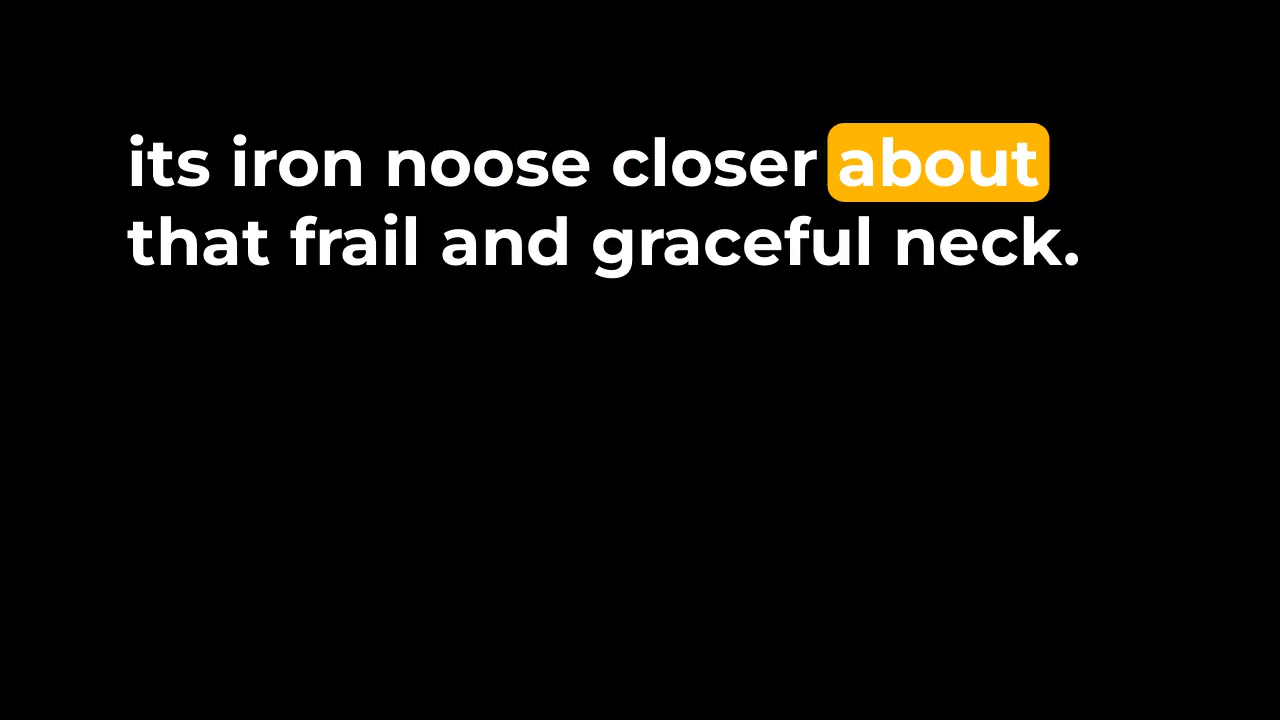 its iron noose closer about
that frail and graceful neck.